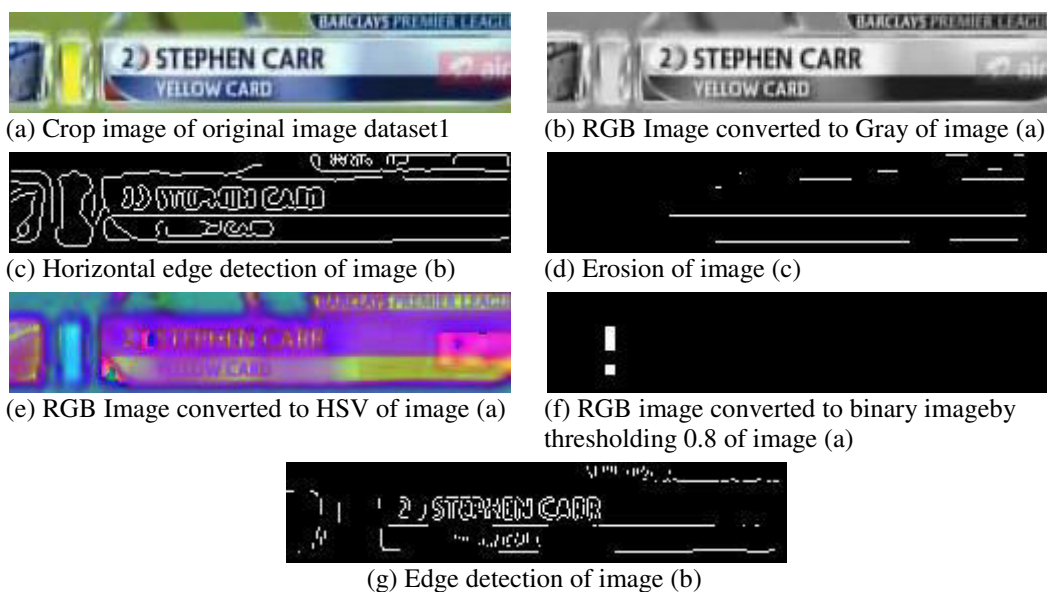 BARCLAYS PREMIER LEAGUE
2) STEPHEN CARR
YELLOW CARD
(a) Crop image of original image dataset1
BARCLAYS PREMIER LEAGUE
2) STEPHEN CARR
YELLOW CARD
(b) RGB Image converted to Gray of image (a)
(c) Horizontal edge detection of image (b)
(d) Erosion of image (c)
BARCLAYS PREMIER LEAGUE
2) STEPHEN CARR
YELLOW CARD
(e) RGB Image converted to HSV of image (a)
(f) RGB image converted to binary imageby
thresholding 0.8 of image (a)
2) STEPHEN CARR
(g) Edge detection of image (b)